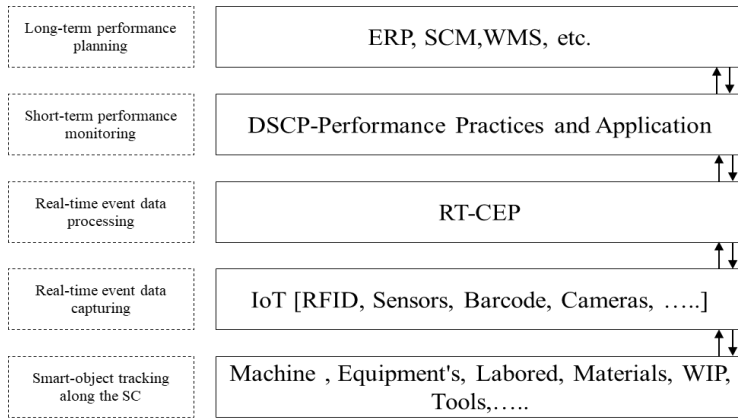 Long-term performance
planning
ERP, SCM,WMS, etc.
Short-term performance
monitoring
DSCP-Performance Practices and Application
Real-time event data
processing
RT-CEP
Real-time event data
capturing
IoT [RFID, Sensors, Barcode, Cameras, …..]
Smart-object tracking
along the SC
Machine , Equipment's, Labored, Materials, WIP,
Tools,…..